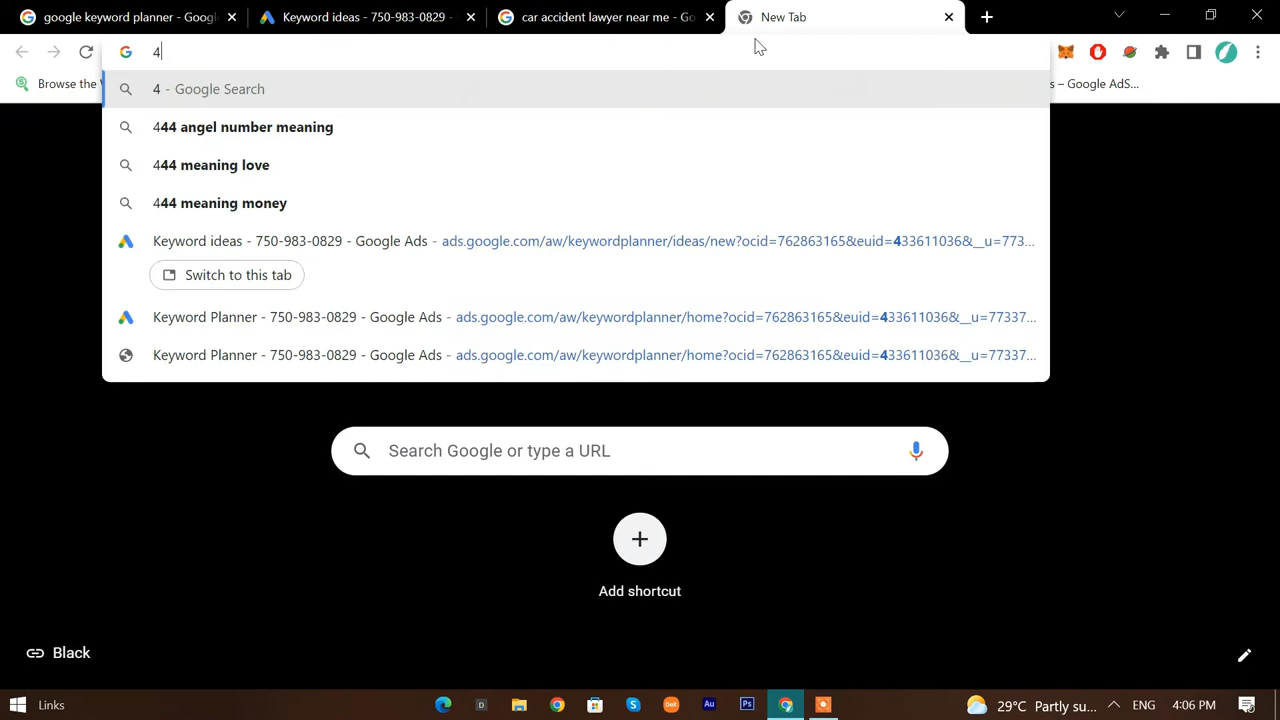 google keyword planner - Googl
Keyword ideas - 750-983-0829 -
car accident lawyer near me - Go
New Tab
4
Browse the
s – Google AdS...
4 - Google Search
444 angel number meaning
444 meaning love
444 meaning money
Keyword ideas - 750-983-0829 - Google Ads - ads.google.com/aw/keywordplanner/ideas/new?ocid=762863165&euid=433611036&__u=773...
Switch to this tab
Keyword Planner - 750-983-0829 - Google Ads - ads.google.com/aw/keywordplanner/home?ocid=762863165&euid=433611036&__u=77337...
Keyword Planner - 750-983-0829 - Google Ads - ads.google.com/aw/keywordplanner/home?ocid=762863165&euid=433611036&__u=77337...
Search Google or type a URL
Add shortcut
Black
Links
DeX
Au
Ps
29°C Partly su...
ENG
4:06 PM